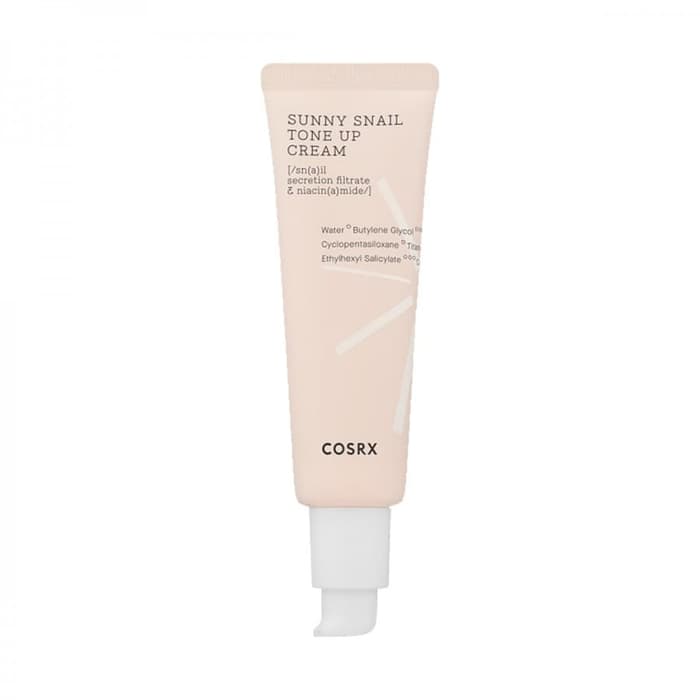 SUNNY SNAIL
TONE UP
CREAM
[/sn(a)il
secretion filtrate
& niacin(a)mide/]
Water Butylene Glycol
Cyclopentasiloxane
Ethylhexyl Salicylate
COSRX